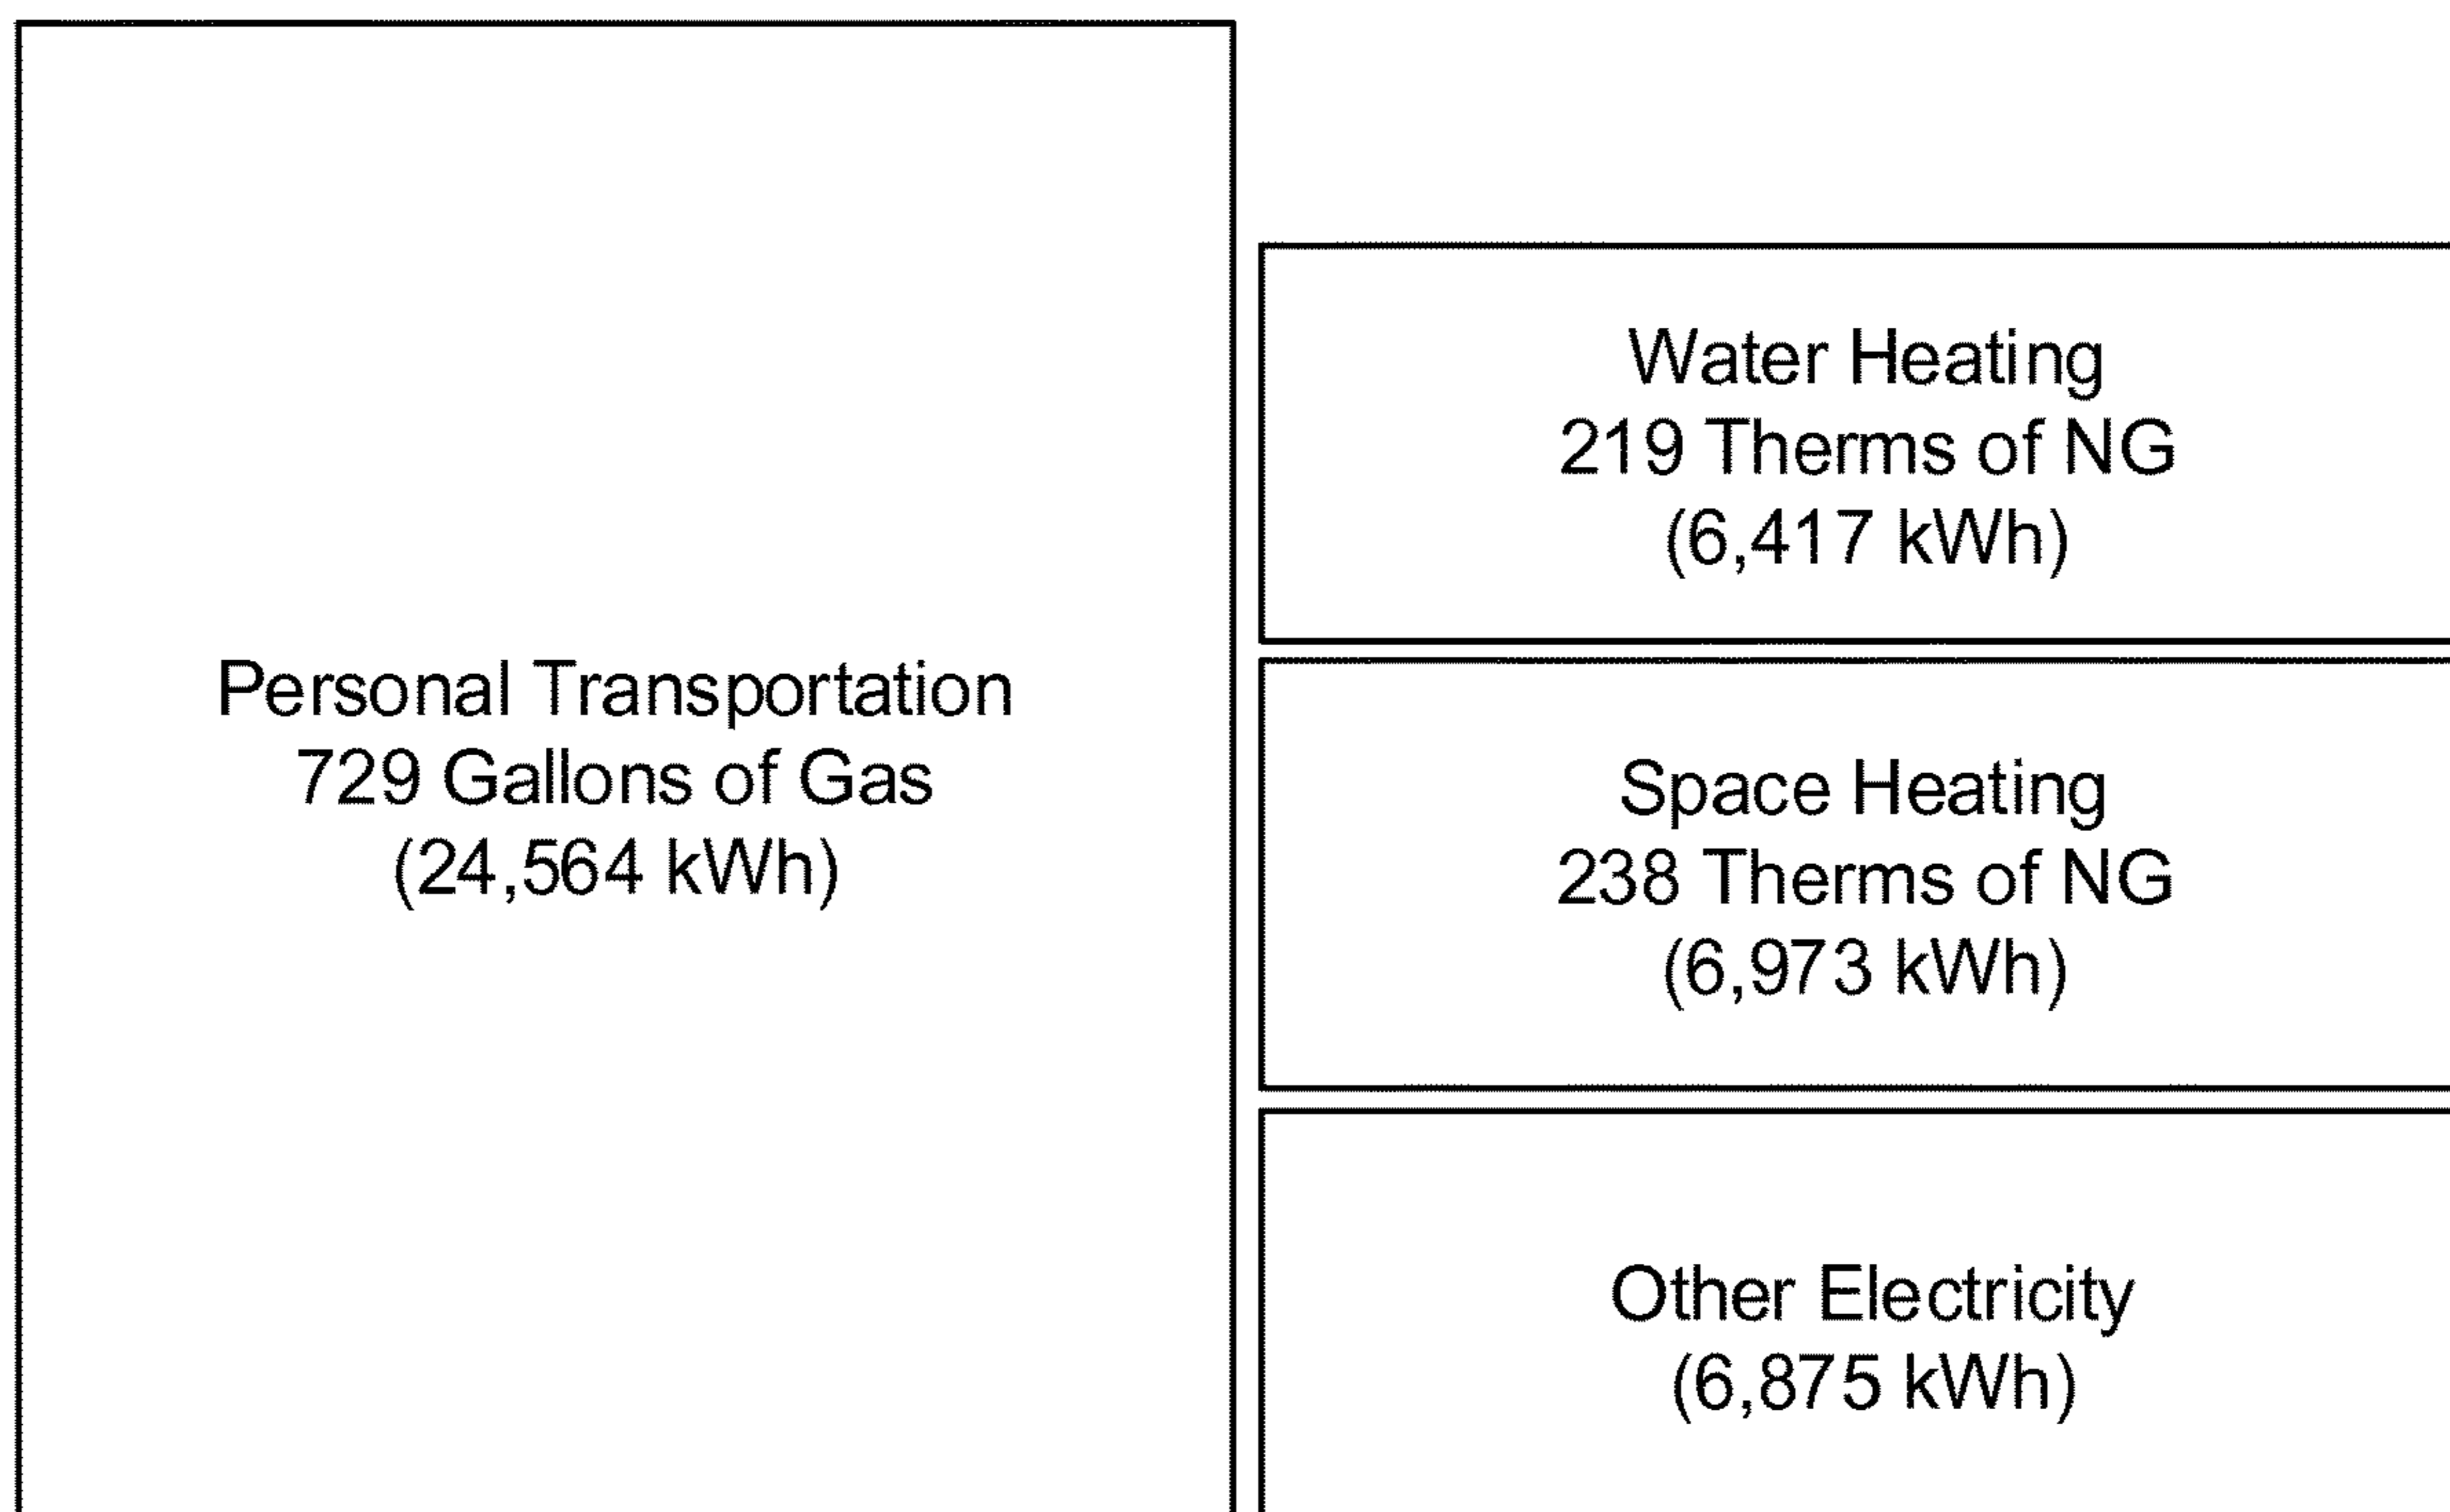 Personal Transportation
729 Gallons of Gas
(24,564 kWh)
Water Heating
219 Therms of NG
(6,417 kWh)
Space Heating
238 Therms of NG
(6,973 kWh)
Other Electricity
(6,875 kWh)